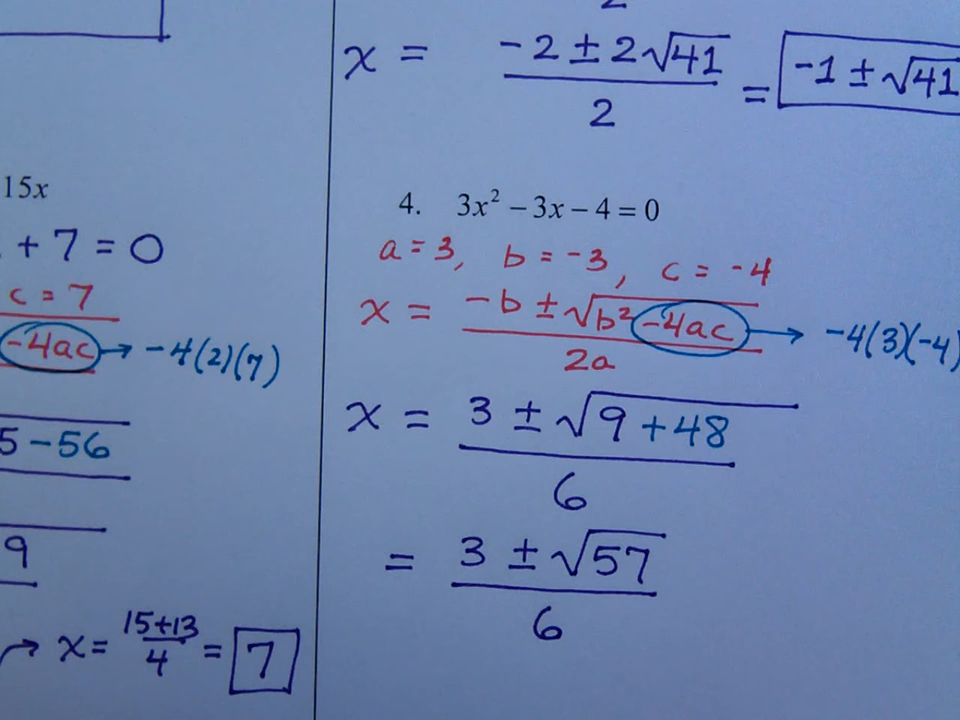 15x
+ 7 = 0
c = 7
-4ac → -4(2)(7)
5 - 56
9
→ x = (15+13)/4 = 7
x = (-2 ± 2√41)/2 = -1 ± √41
4. 3x² − 3x − 4 = 0
a = 3, b = -3, c = -4
x = (-b ± √(b² - 4ac))/2a → -4(3)(-4)
x = (3 ± √(9 + 48))/6
= (3 ± √57)/6